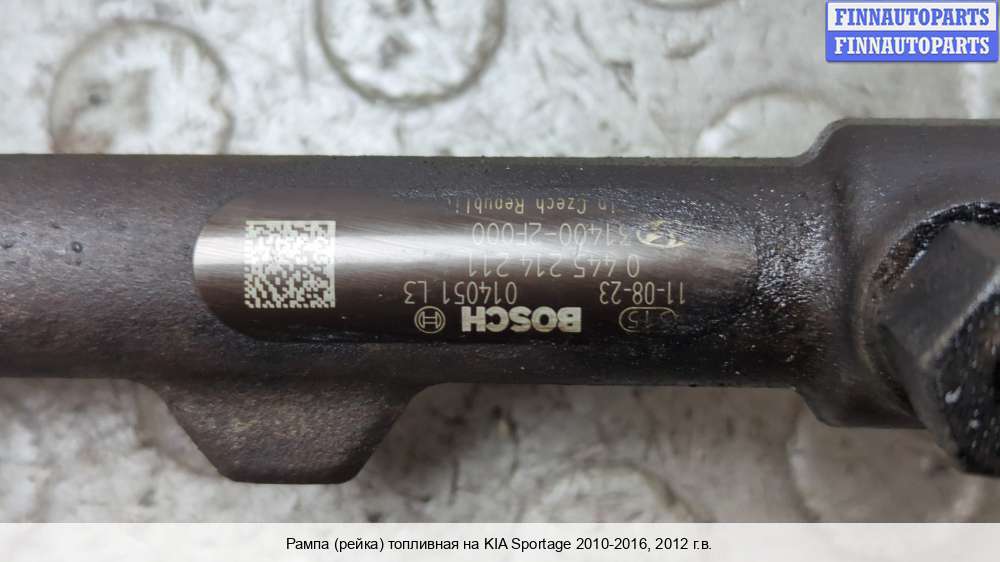 FINNAUTOPARTS
FINNAUTOPARTS
BOSCH
11-08-23 014051 L3
0 445 214 211
31400-2F000
in Czech Republi
Рампа (рейка) топливная на KIA Sportage 2010-2016, 2012 г.в.